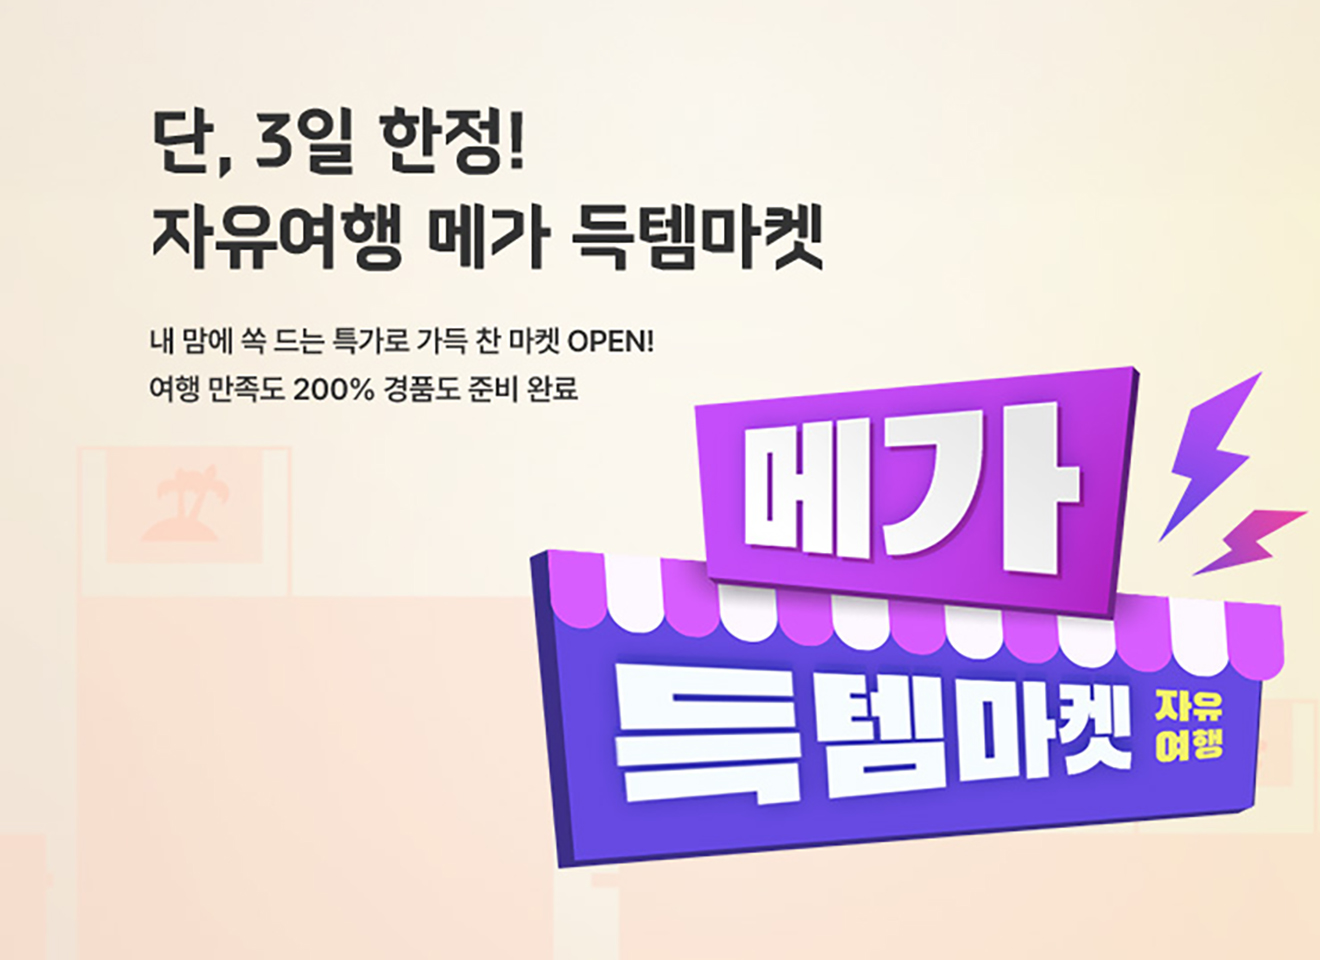 단, 3일 한정!
자유여행 메가 득템마켓
내 맘에 쏙 드는 특가로 가득 찬 마켓 OPEN!
여행 만족도 200% 경품도 준비 완료
메가
득템마켓
자유
여행